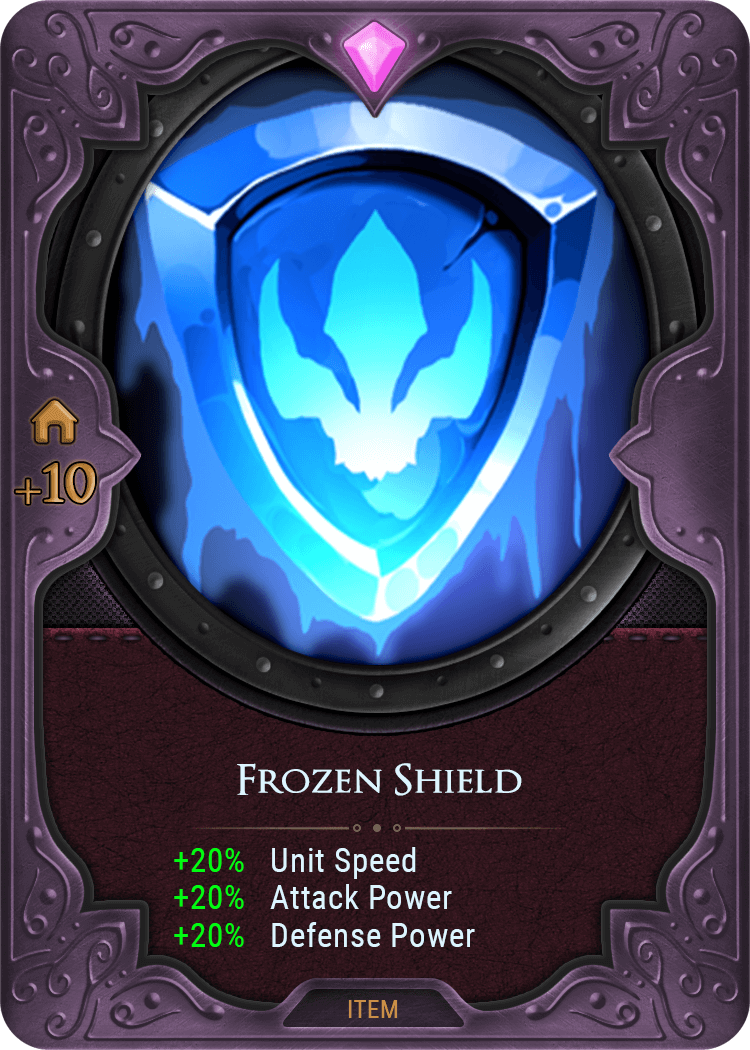 +10
Frozen Shield
+20% Unit Speed
+20% Attack Power
+20% Defense Power
ITEM